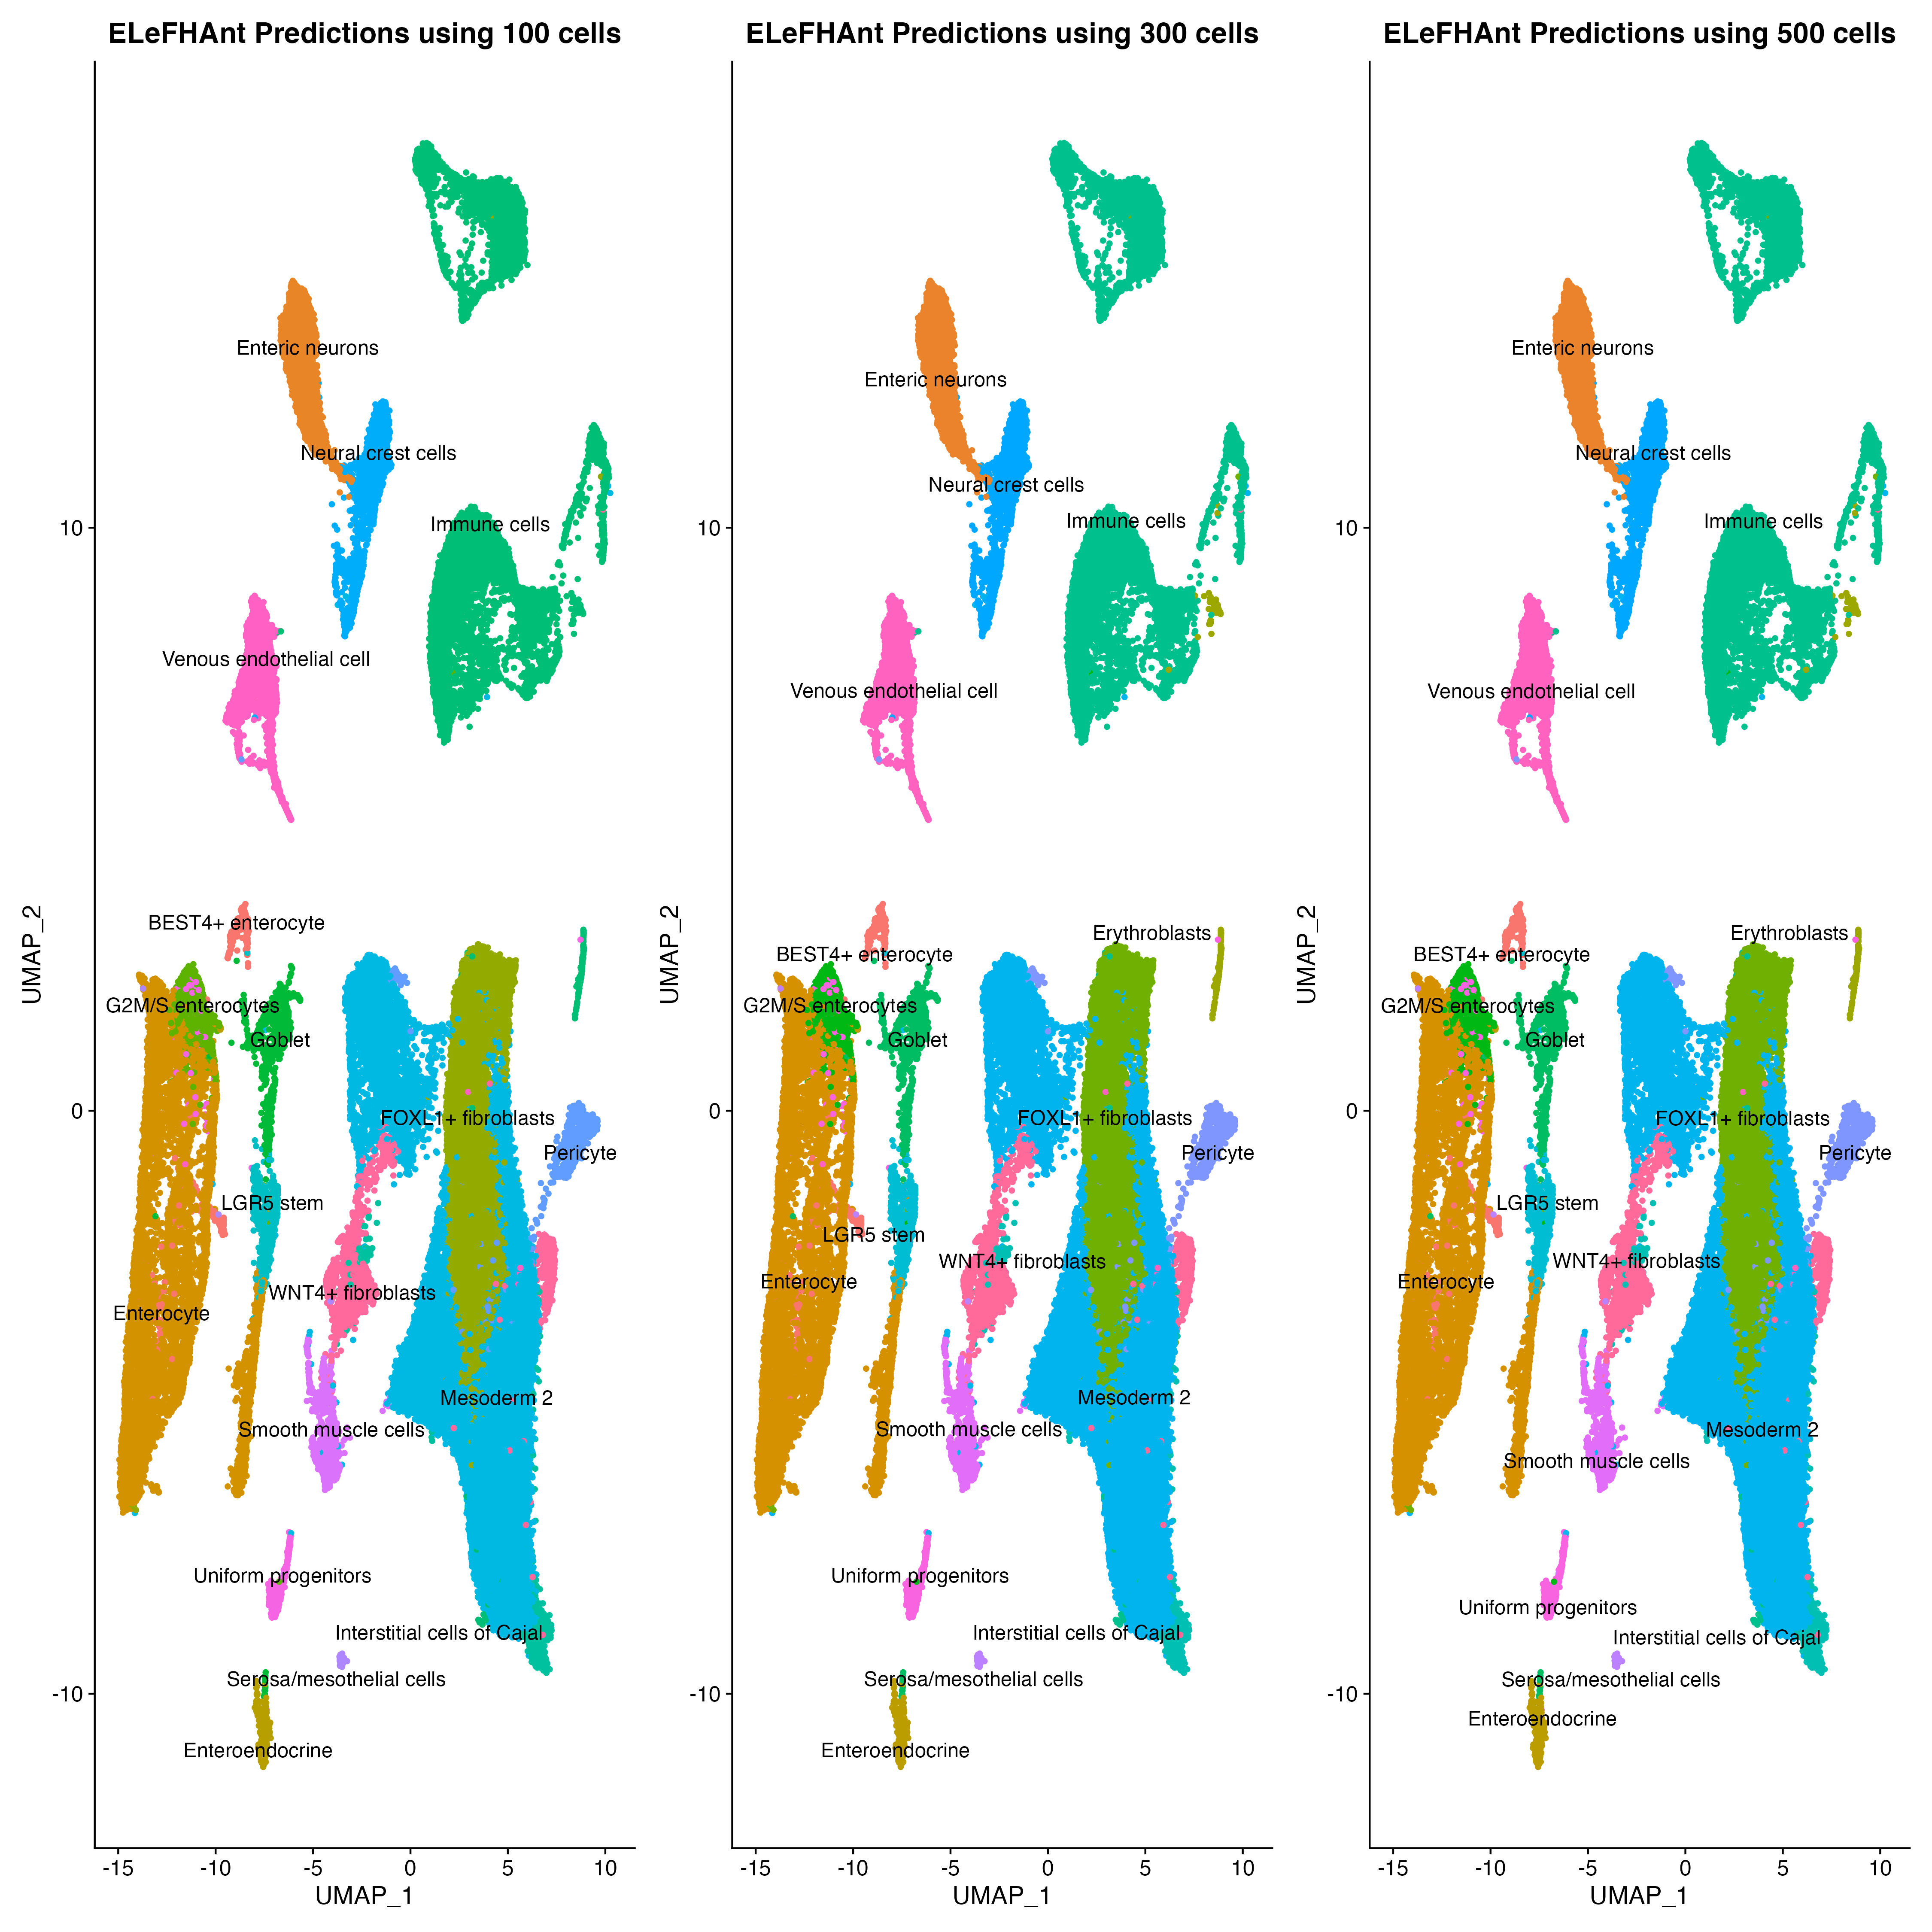 ELeFHAnt Predictions using 100 cells
Enteric neurons
Neural crest cells
Immune cells
10
Venous endothelial cell
BEST4+ enterocyte
UMAP_2
G2M/S enterocytes
Goblet
0
FOXL1+ fibroblasts
Pericyte
LGR5 stem
WNT4+ fibroblasts
Enterocyte
Mesoderm 2
Smooth muscle cells
Uniform progenitors
Interstitial cells of Cajal
Serosa/mesothelial cells
-10
Enteroendocrine
-15 -10 -5 0 5 10
UMAP_1
ELeFHAnt Predictions using 300 cells
Enteric neurons
Neural crest cells
Immune cells
10
Venous endothelial cell
Erythroblasts
BEST4+ enterocyte
UMAP_2
G2M/S enterocytes
Goblet
0
FOXL1+ fibroblasts
Pericyte
LGR5 stem
WNT4+ fibroblasts
Enterocyte
Mesoderm 2
Smooth muscle cells
Uniform progenitors
Interstitial cells of Cajal
Serosa/mesothelial cells
-10
Enteroendocrine
-15 -10 -5 0 5 10
UMAP_1
ELeFHAnt Predictions using 500 cells
Enteric neurons
Neural crest cells
Immune cells
10
Venous endothelial cell
Erythroblasts
BEST4+ enterocyte
UMAP_2
G2M/S enterocytes
Goblet
0
FOXL1+ fibroblasts
Pericyte
LGR5 stem
WNT4+ fibroblasts
Enterocyte
Mesoderm 2
Smooth muscle cells
Uniform progenitors
Interstitial cells of Cajal
Serosa/mesothelial cells
-10
Enteroendocrine
-15 -10 -5 0 5 10
UMAP_1